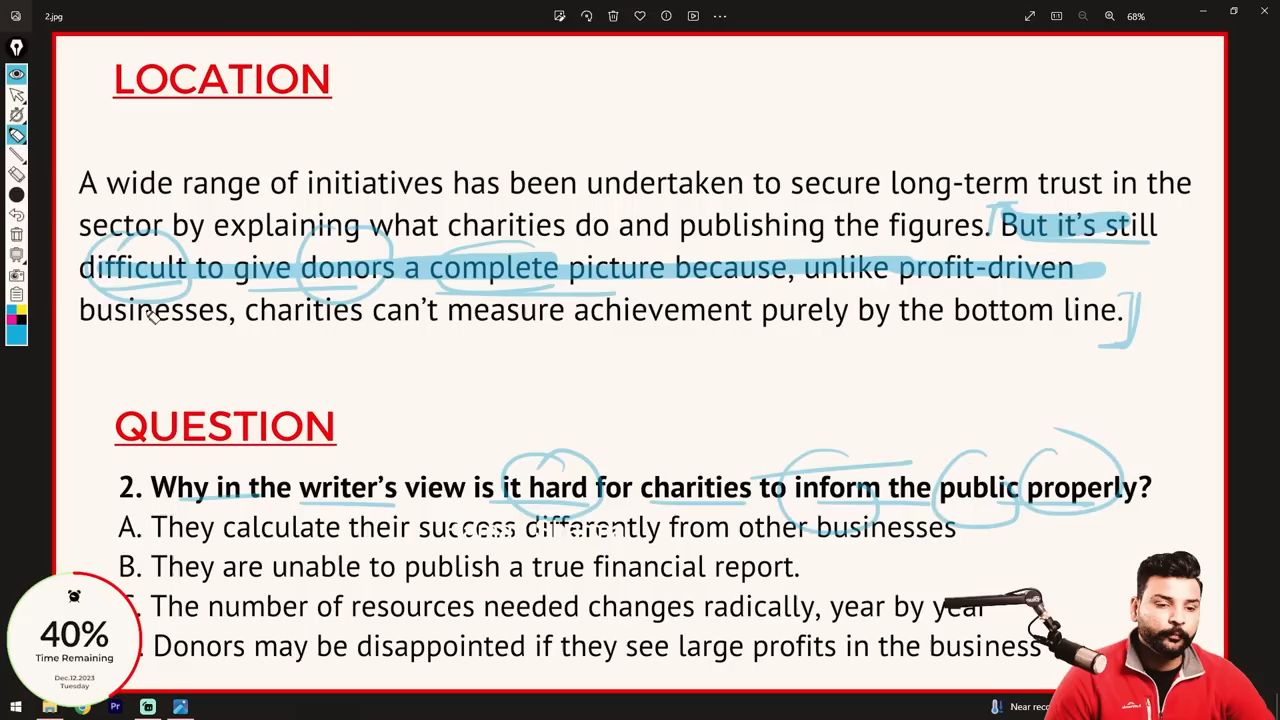 2.jpg
68%
LOCATION
A wide range of initiatives has been undertaken to secure long-term trust in the
sector by explaining what charities do and publishing the figures. But it's still
difficult to give donors a complete picture because, unlike profit-driven
businesses, charities can't measure achievement purely by the bottom line.
QUESTION
2. Why in the writer's view is it hard for charities to inform the public properly?
A. They calculate their success differently from other businesses
B. They are unable to publish a true financial report.
The number of resources needed changes radically, year by year
Donors may be disappointed if they see large profits in the business
40%
Time Remaining
Dec.12.2023
Tuesday
Pr
Near